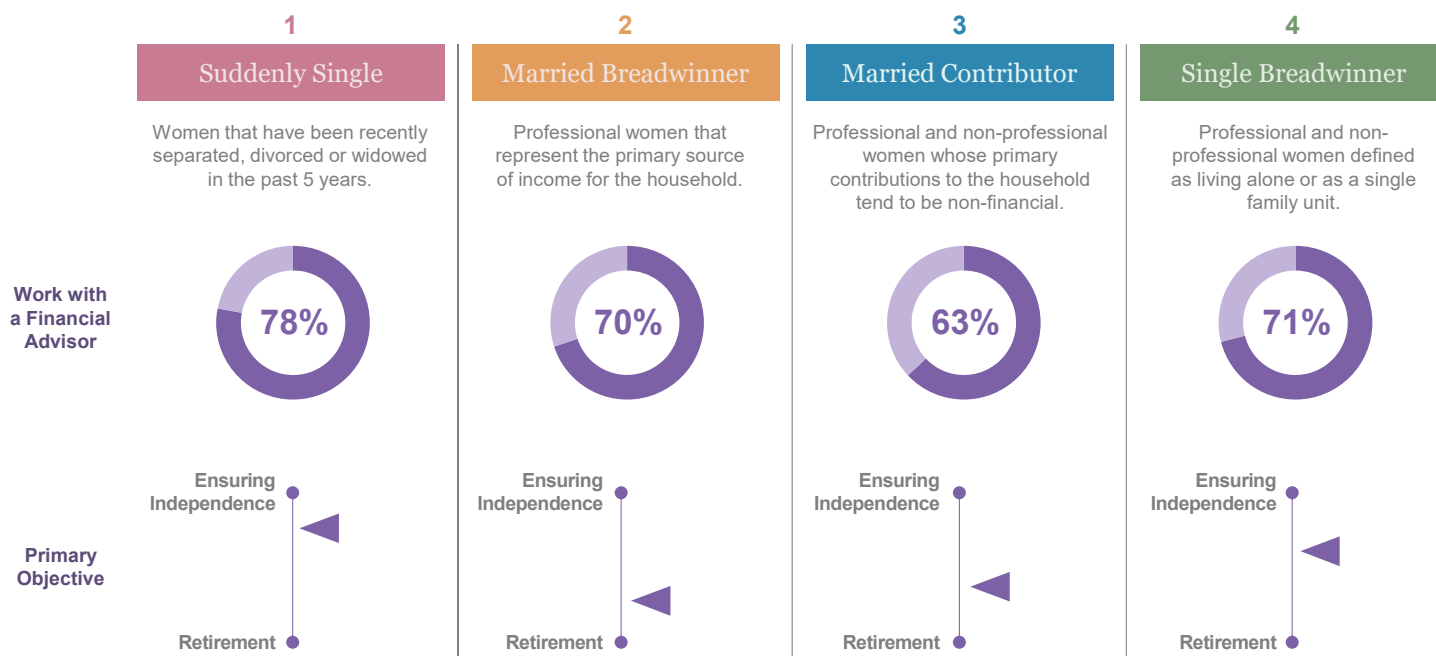 1
Suddenly Single
Women that have been recently
separated, divorced or widowed
in the past 5 years.
2
Married Breadwinner
Professional women that
represent the primary source
of income for the household.
3
Married Contributor
Professional and non-professional
women whose primary
contributions to the household
tend to be non-financial.
4
Single Breadwinner
Professional and non-
professional women defined
as living alone or as a single
family unit.
Work with
a Financial
Advisor
78%
70%
63%
71%
Primary
Objective
Ensuring
Independence
Retirement
Ensuring
Independence
Retirement
Ensuring
Independence
Retirement
Ensuring
Independence
Retirement